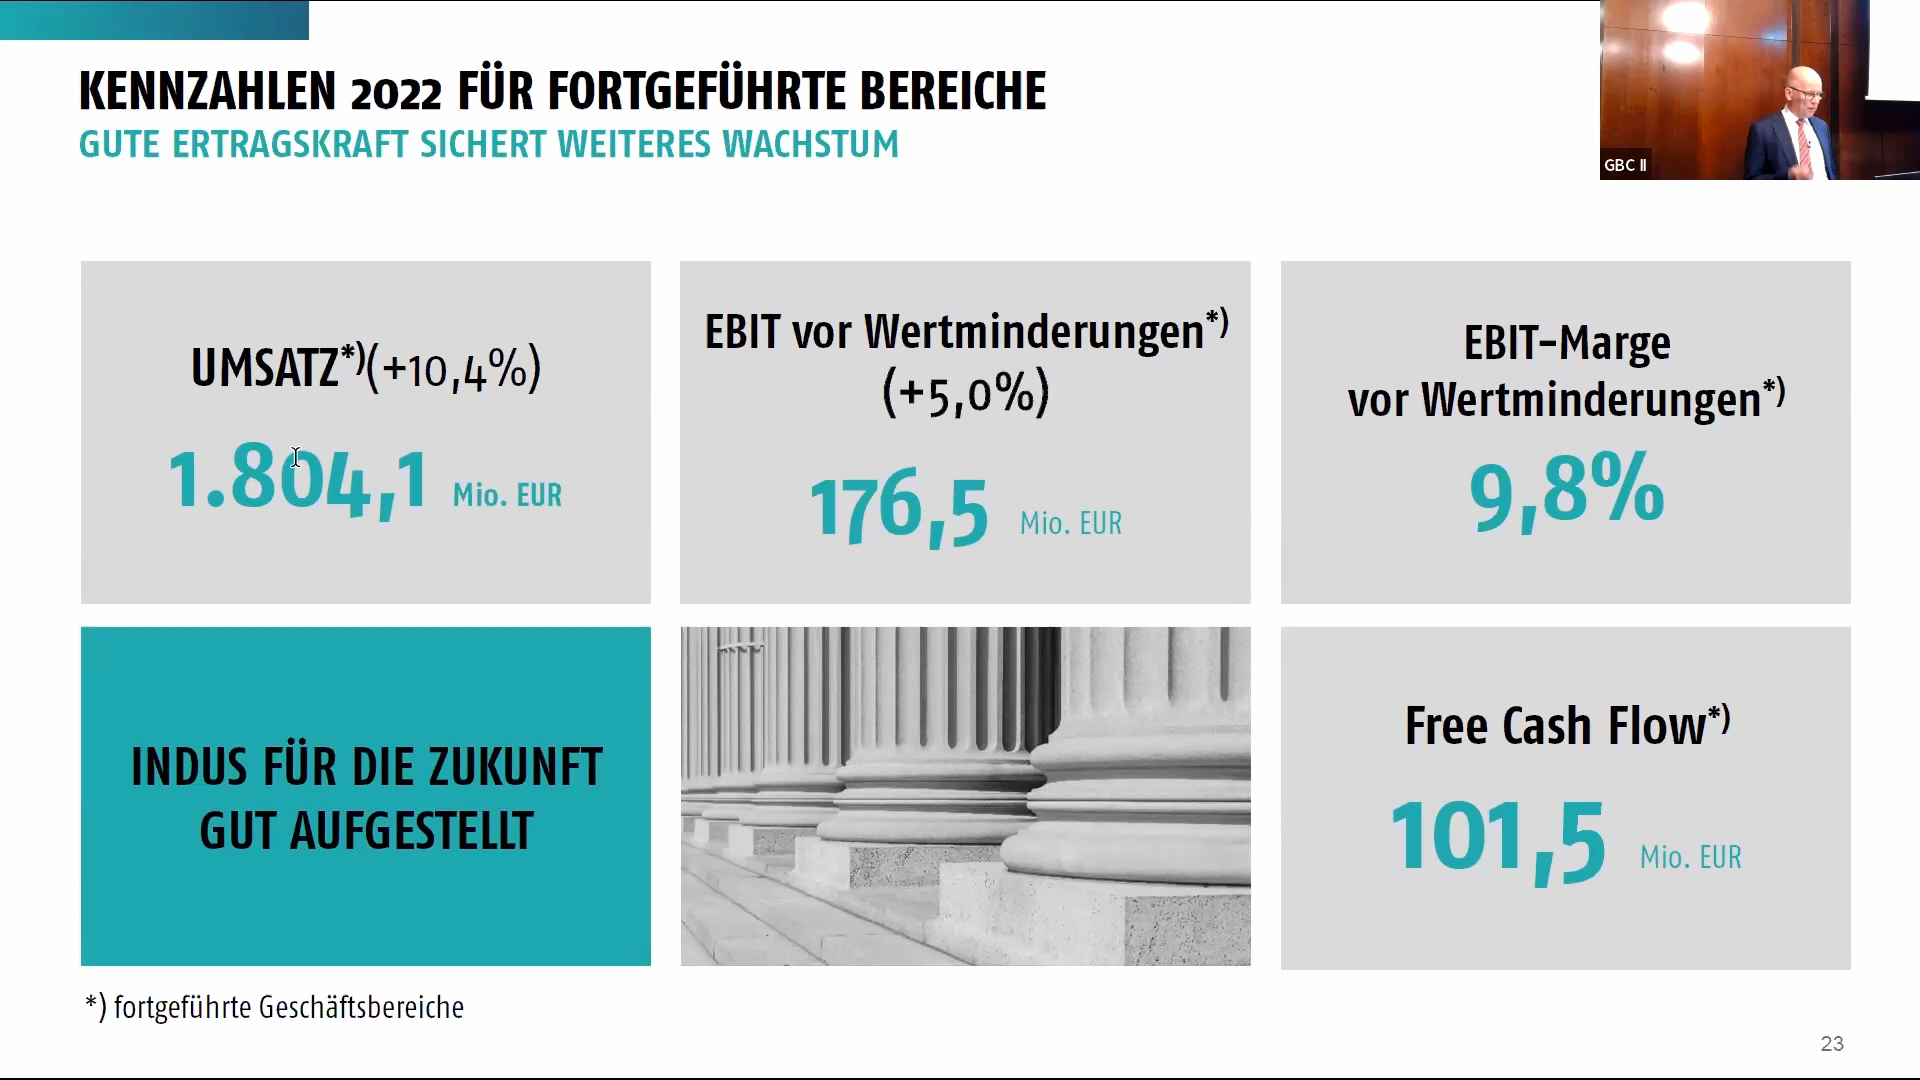 KENNZAHLEN 2022 FÜR FORTGEFÜHRTE BEREICHE
GUTE ERTRAGSKRAFT SICHERT WEITERES WACHSTUM
GBC II
UMSATZ*)(+10,4%)
1.804,1 Mio. EUR
EBIT vor Wertminderungen*)
(+5,0%)
176,5 Mio. EUR
EBIT-Marge
vor Wertminderungen*)
9,8%
INDUS FÜR DIE ZUKUNFT
GUT AUFGESTELLT
Free Cash Flow*)
101,5 Mio. EUR
*) fortgeführte Geschäftsbereiche
23